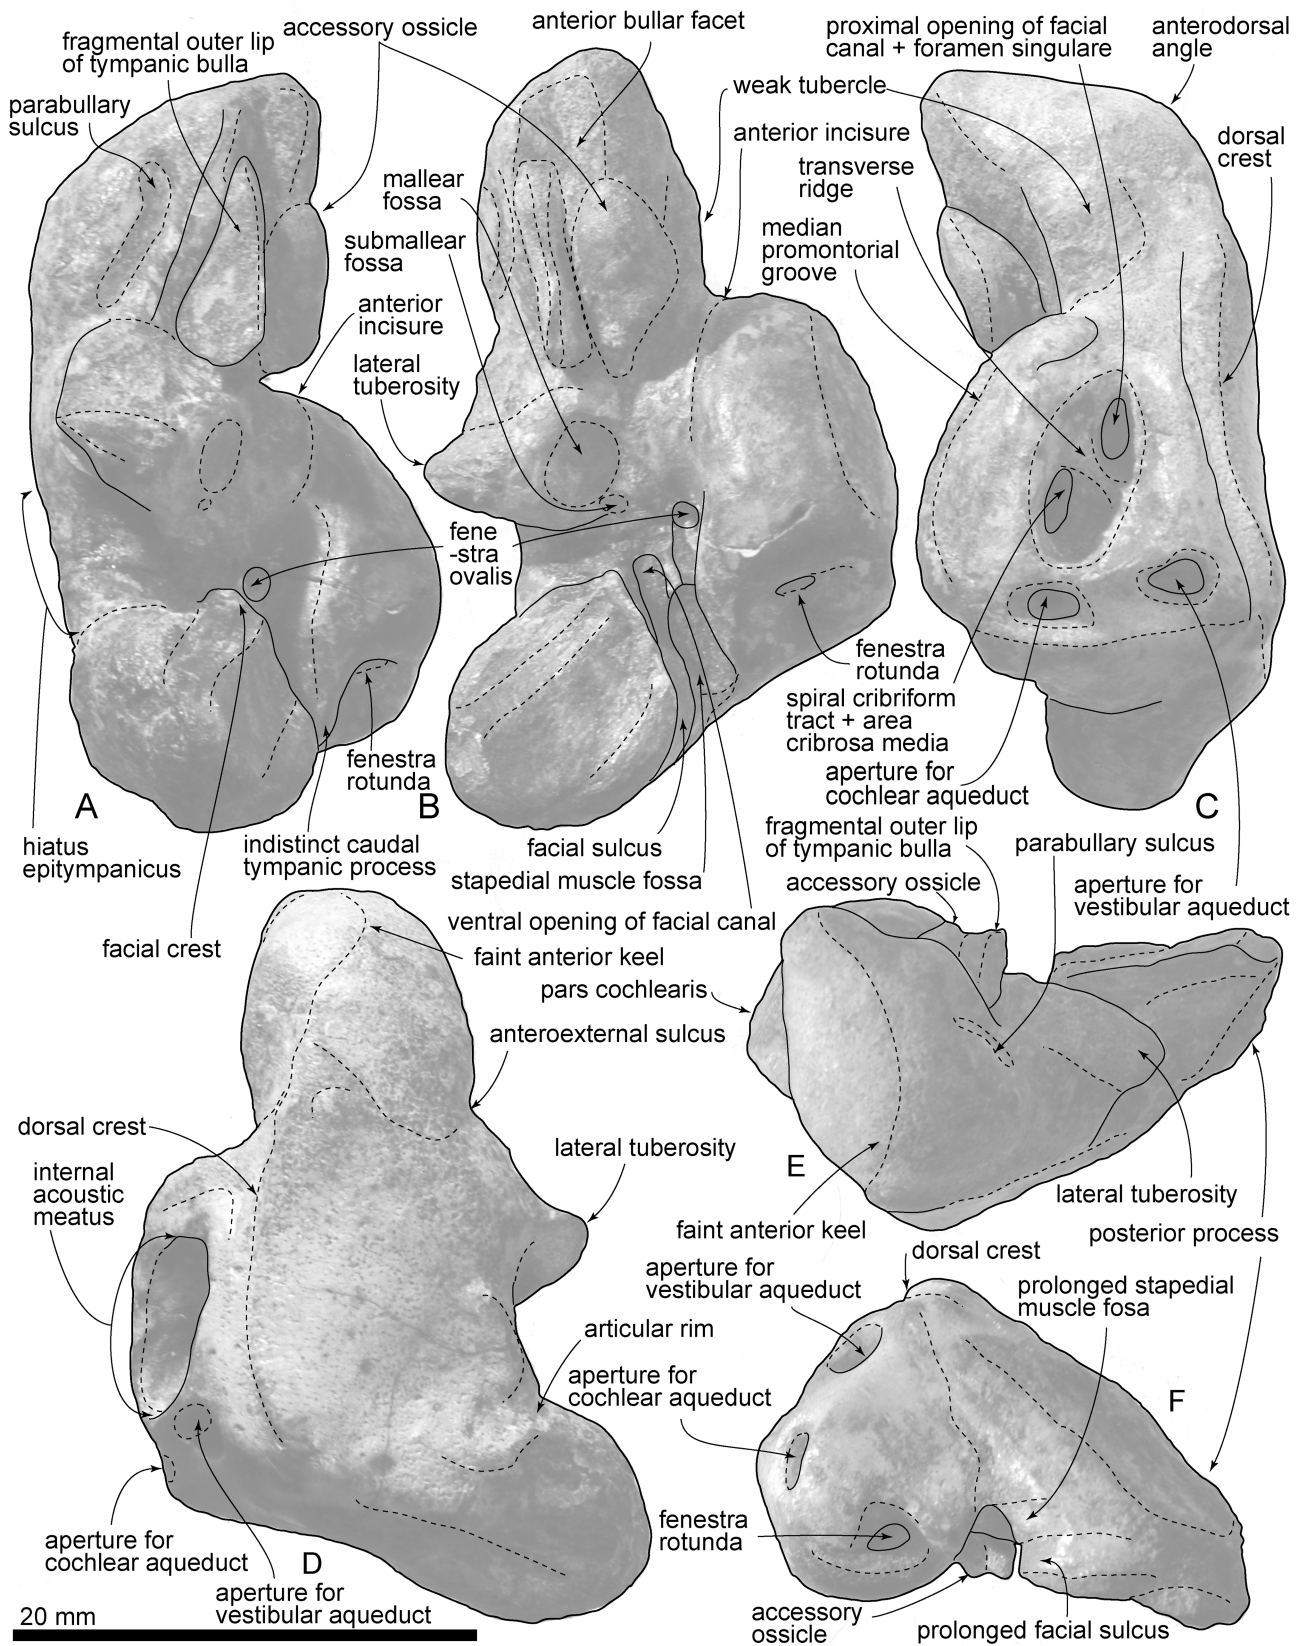 fragmental outer lip
of tympanic bulla
accessory ossicle
anterior bullar facet
proximal opening of facial
canal + foramen singulare
anterodorsal
angle
parabullary
sulcus
weak tubercle
anterior incisure
transverse
ridge
dorsal
crest
mallear
fossa
submallear
fossa
median
promontorial
groove
anterior
incisure
lateral
tuberosity
fene
-stra
ovalis
fenestra
rotunda
spiral cribriform
tract + area
cribrosa media
aperture for
cochlear aqueduct
fenestra
rotunda
A
B
C
hiatus
epitympanicus
indistinct caudal
tympanic process
facial sulcus
stapedial muscle fossa
ventral opening of facial canal
facial crest
fragmental outer lip
of tympanic bulla
parabullary sulcus
accessory ossicle
aperture for
vestibular aqueduct
faint anterior keel
pars cochlearis
anteroexternal sulcus
dorsal crest
lateral tuberosity
internal
acoustic
meatus
E
lateral tuberosity
faint anterior keel
posterior process
aperture for
vestibular aqueduct
dorsal crest
prolonged stapedial
muscle fosa
articular rim
aperture for
cochlear aqueduct
F
fenestra
rotunda
aperture for
cochlear aqueduct
D
aperture for
vestibular aqueduct
accessory
ossicle
prolonged facial sulcus
20 mm